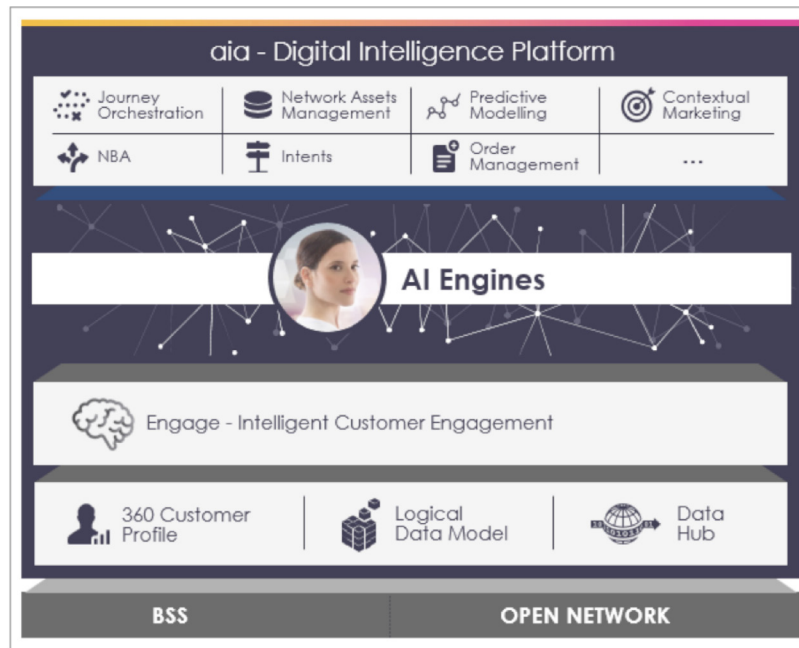 aia - Digital Intelligence Platform
Journey
Orchestration
Network Assets
Management
Predictive
Modelling
Contextual
Marketing
NBA
Intents
Order
Management
...
AI Engines
Engage - Intelligent Customer Engagement
360 Customer
Profile
Logical
Data Model
Data
Hub
BSS
OPEN NETWORK